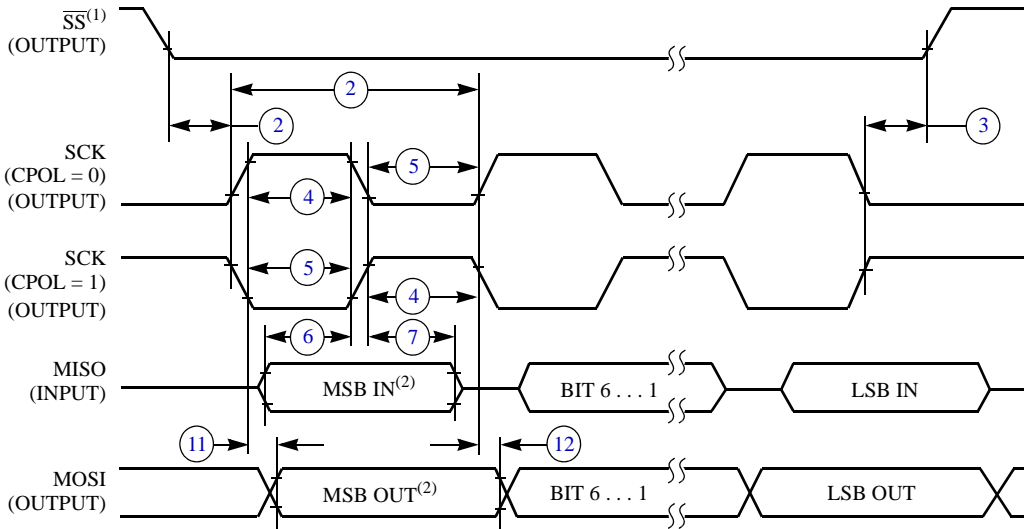 SS(1)
(OUTPUT)
2
2
3
SCK
(CPOL = 0)
(OUTPUT)
5
4
SCK
(CPOL = 1)
(OUTPUT)
5
4
6
7
MISO
(INPUT)
MSB IN(2)
BIT 6 . . . 1
LSB IN
11
12
MOSI
(OUTPUT)
MSB OUT(2)
BIT 6 . . . 1
LSB OUT